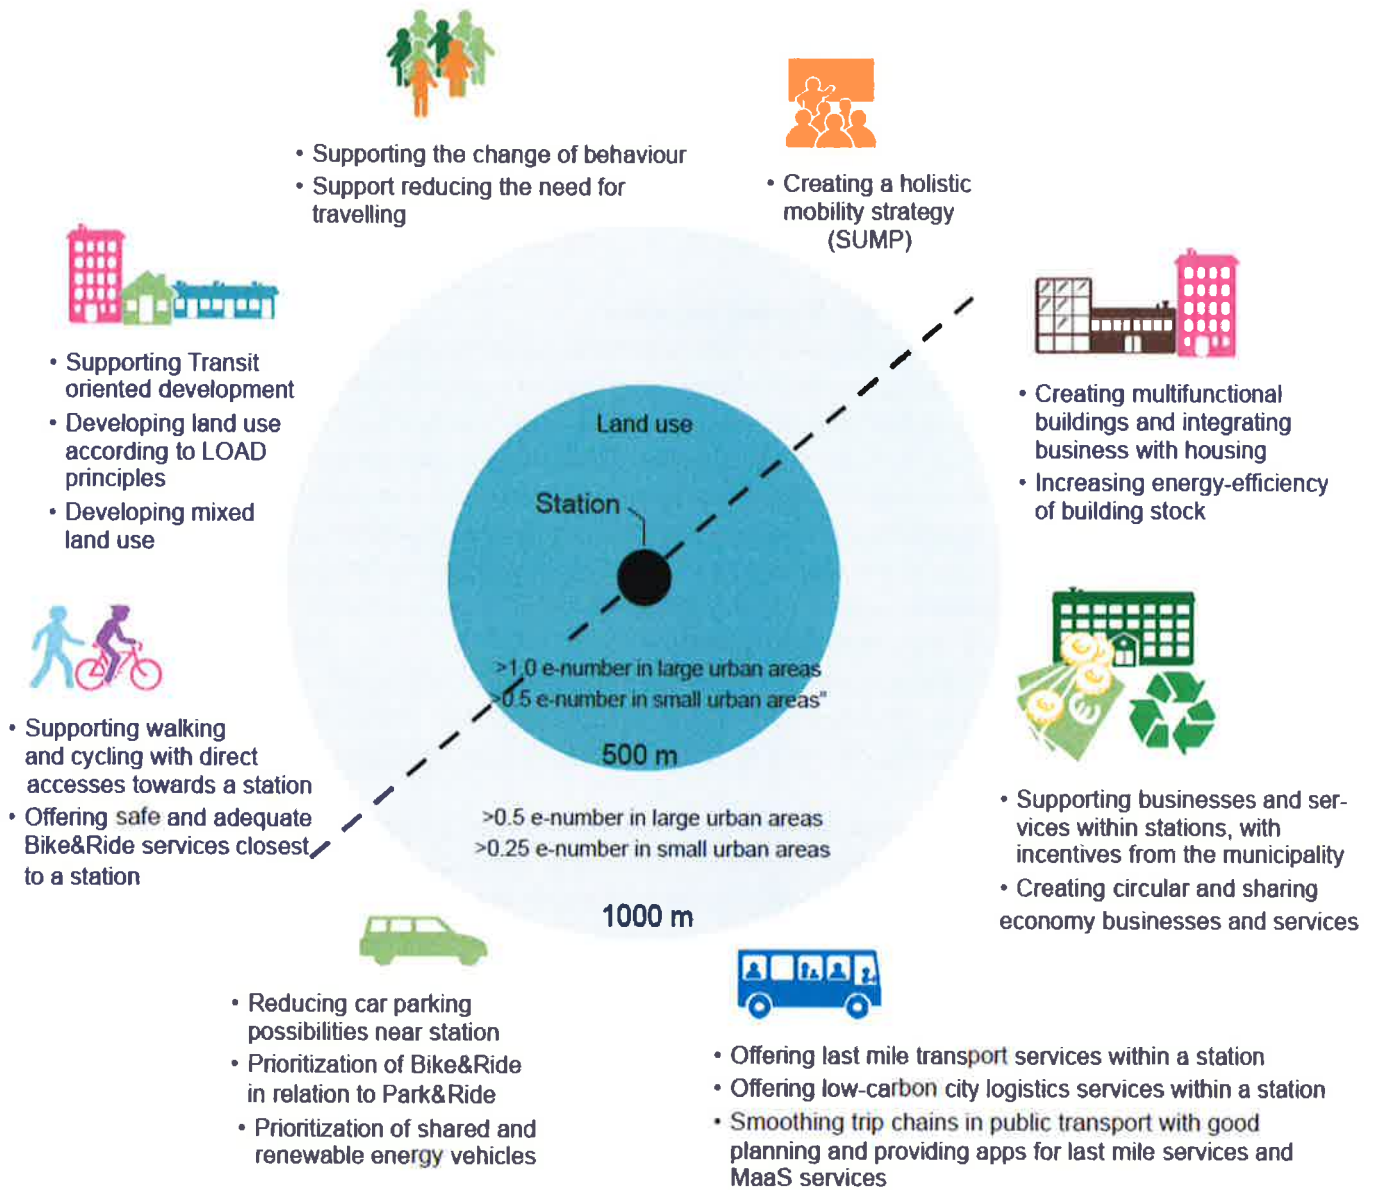 • Supporting the change of behaviour
• Support reducing the need for
travelling
• Creating a holistic
mobility strategy
(SUMP)
• Supporting Transit
oriented development
• Developing land use
according to LOAD
principles
• Developing mixed
land use
• Creating multifunctional
buildings and integrating
business with housing
• Increasing energy-efficiency
of building stock
Land use
Station
>1.0 e-number in large urban areas
>0.5 e-number in small urban areas"
500 m
>0.5 e-number in large urban areas
>0.25 e-number in small urban areas
1000 m
• Supporting walking
and cycling with direct
accesses towards a station
• Offering safe and adequate
Bike&Ride services closest
to a station
• Supporting businesses and ser-
vices within stations, with
incentives from the municipality
• Creating circular and sharing
economy businesses and services
• Reducing car parking
possibilities near station
• Prioritization of Bike&Ride
in relation to Park&Ride
• Prioritization of shared and
renewable energy vehicles
• Offering last mile transport services within a station
• Offering low-carbon city logistics services within a station
• Smoothing trip chains in public transport with good
planning and providing apps for last mile services and
MaaS services